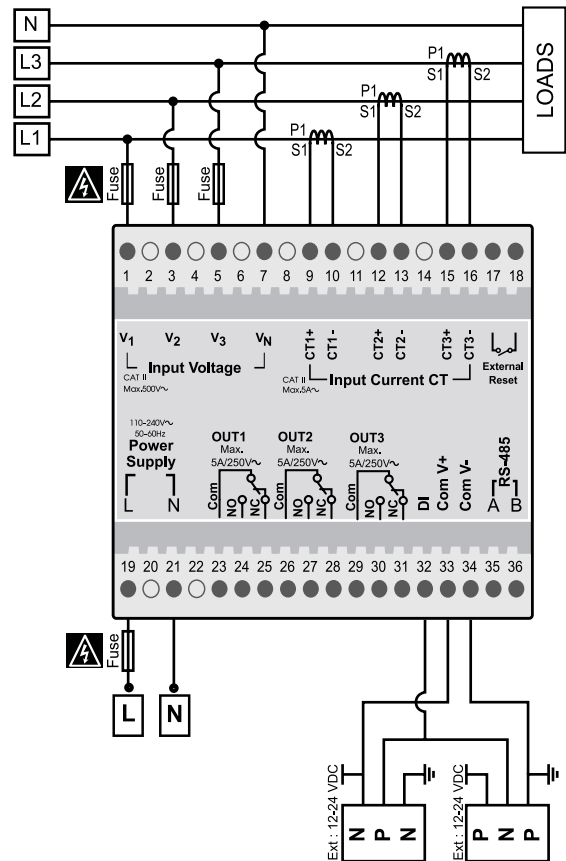 N
L3
L2
L1
P1
S1 S2
P1
S1 S2
P1
S1 S2
LOADS
Fuse Fuse Fuse
1 2 3 4 5 6 7 8 9 10 11 12 13 14 15 16 17 18
V1 V2 V3 VN
Input Voltage
CAT II
Max.500V~
CT1+ CT1- CT2+ CT2- CT3+ CT3-
Input Current CT
CAT II
Max.5A~
External
Reset
110-240V~
50-60Hz
Power
Supply
L N
OUT1
Max.
5A/250V~
Com NO NC
OUT2
Max.
5A/250V~
Com NO NC
OUT3
Max.
5A/250V~
Com NO NC
DI Com V+ Com V-
RS-485
A B
19 20 21 22 23 24 25 26 27 28 29 30 31 32 33 34 35 36
Fuse
L N
Ext : 12-24 VDC
N P N
Ext : 12-24 VDC
P N P